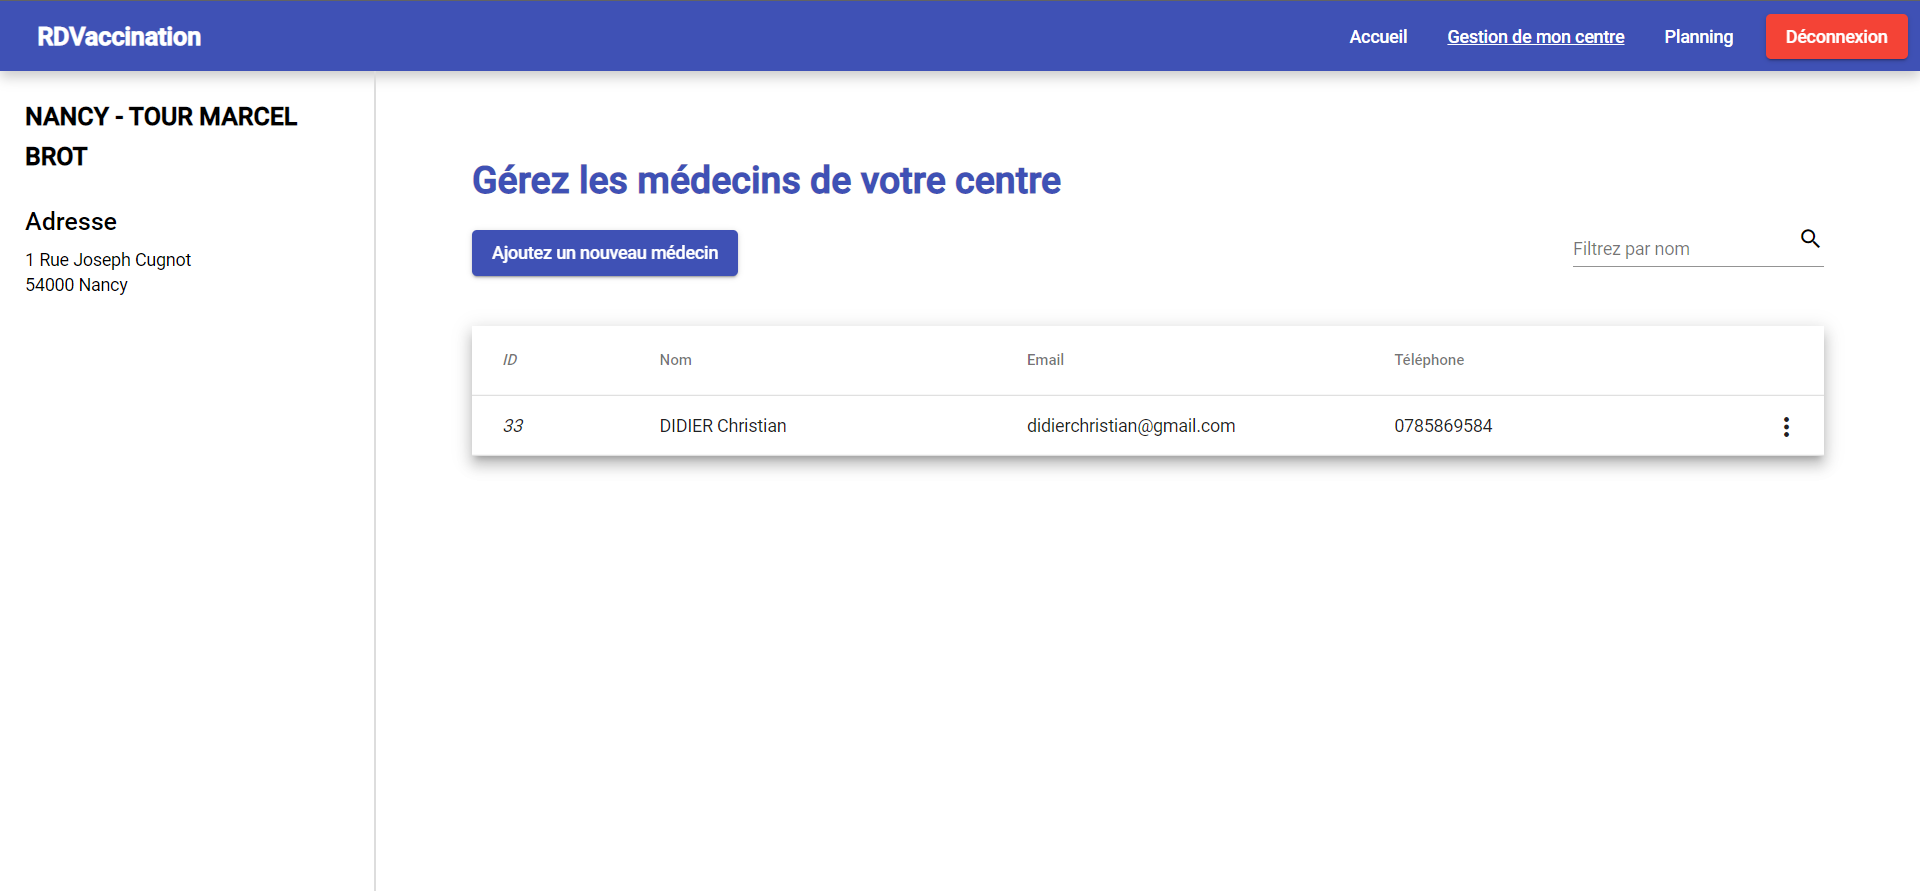 RDVaccination
Accueil
Gestion de mon centre
Planning
Déconnexion
NANCY - TOUR MARCEL
BROT
Adresse
1 Rue Joseph Cugnot
54000 Nancy
Gérez les médecins de votre centre
Ajoutez un nouveau médecin
Filtrez par nom
ID Nom Email Téléphone
33 DIDIER Christian didierchristian@gmail.com 0785869584